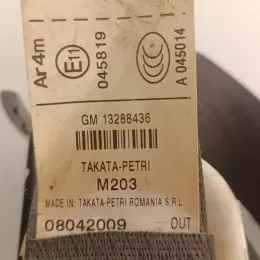 Ar4m
E11
045819
A 045014
GM 13288436
TAKATA-PETRI
M203
MADE IN TAKATA-PETRI ROMANIA S.R.L
08042009 OUT